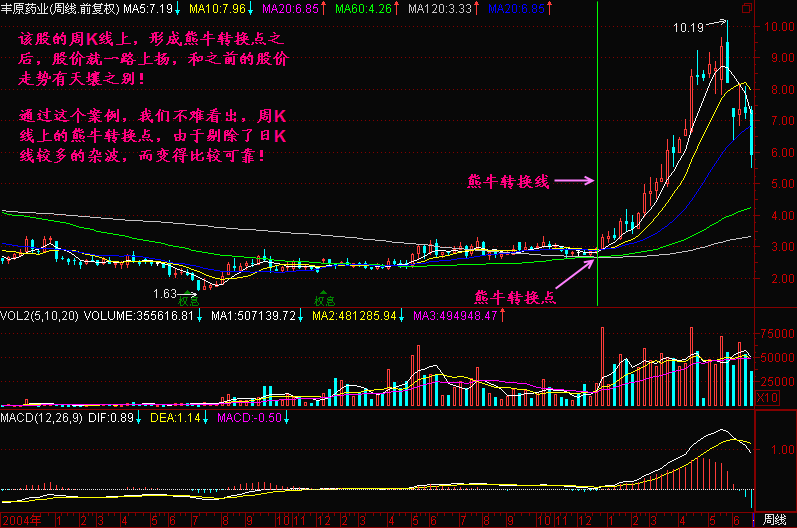 丰原药业(周线.前复权) MA5:7.19↓ MA10:7.96↓ MA20:6.85↑ MA60:4.26↑ MA120:3.33↑ MA20:6.85↑
该股的周K线上，形成熊牛转换点之
后，股价就一路上扬，和之前的股价
走势有天壤之别！
通过这个案例，我们不难看出，周K
线上的熊牛转换点，由于剔除了日K
线较多的杂波，而变得比较可靠！
10.19
10.00
9.00
8.00
7.00
6.00
熊牛转换线
5.00
4.00
3.00
2.00
1.63
权息
权息
熊牛转换点
VOL2(5,10,20) VOLUME:355616.81↓ MA1:507139.72↓ MA2:481285.94↓ MA3:494948.47↑
75000
50000
25000
X10
MACD(12,26,9) DIF:0.89↓ DEA:1.14↓ MACD:-0.50↓
1.00
2004年 1 2 3 4 5 6 7 8 9 10 11 12 2 3 4 5 6 7 8 9 10 11 12 1 2 3 4 5 6 周线